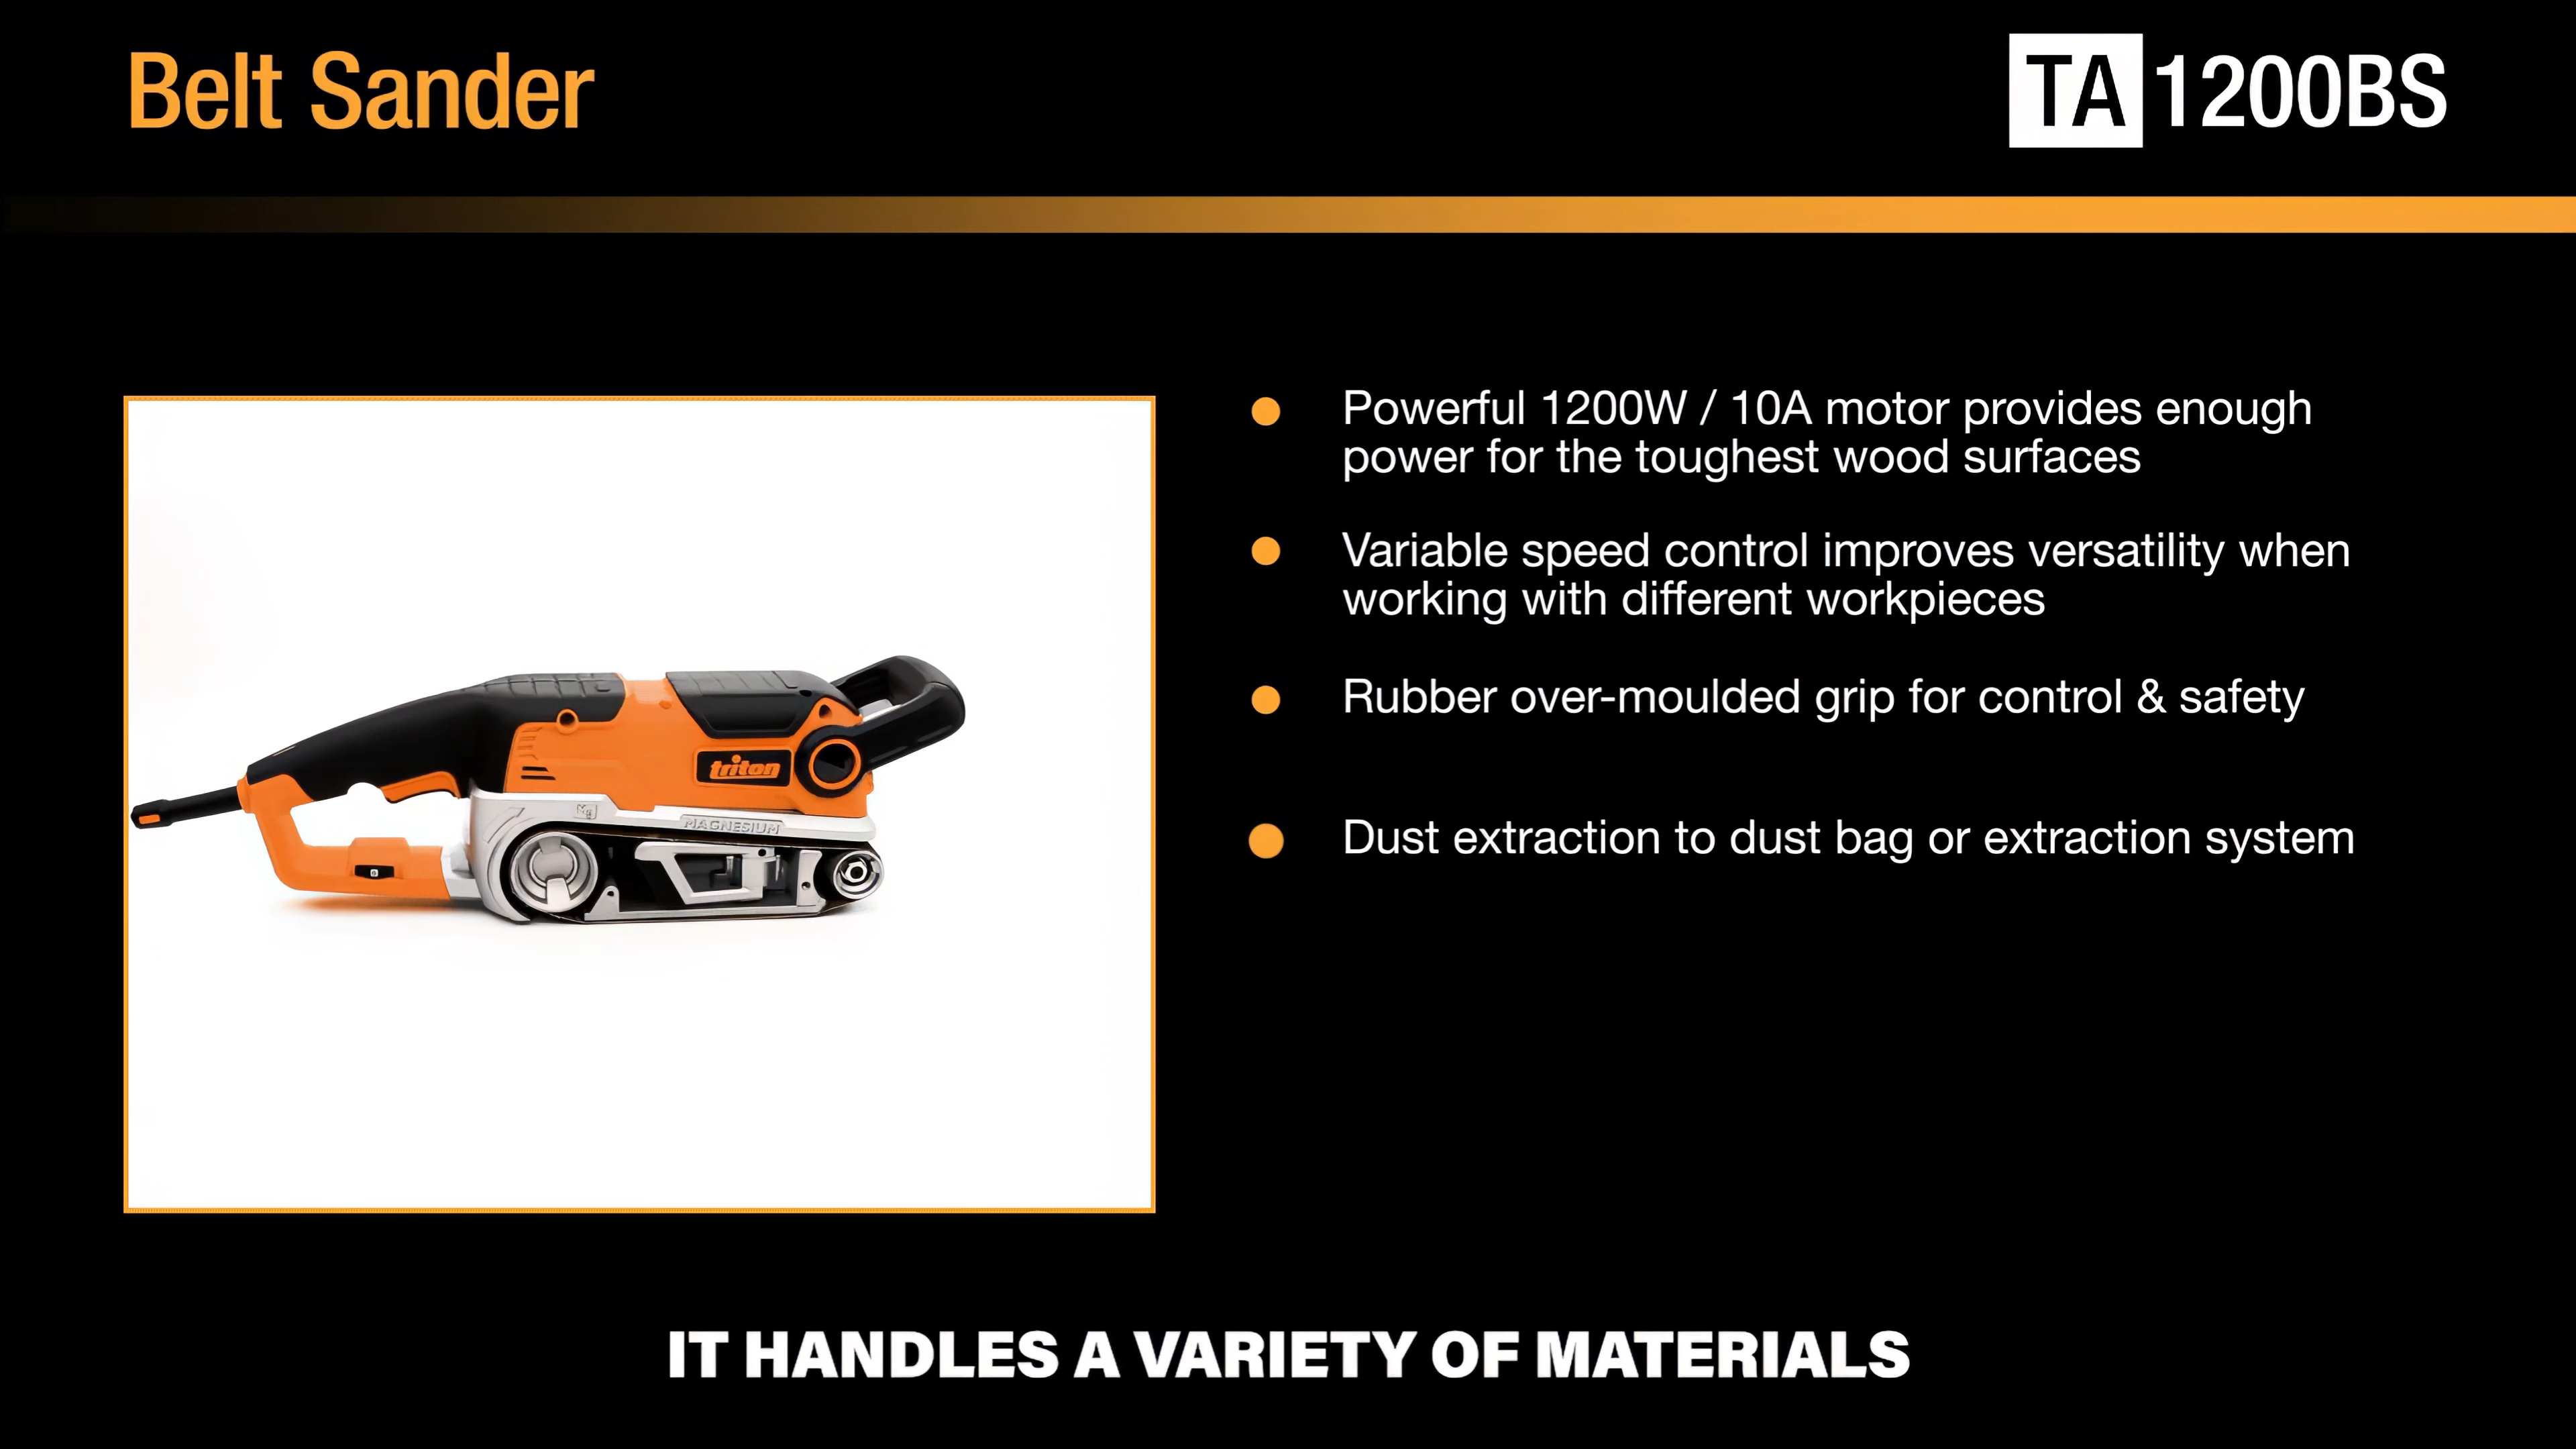 Belt Sander
TA 1200BS
Powerful 1200W / 10A motor provides enough
power for the toughest wood surfaces
Variable speed control improves versatility when
working with different workpieces
Rubber over-moulded grip for control & safety
Dust extraction to dust bag or extraction system
triton
MAGNESIUM
IT HANDLES A VARIETY OF MATERIALS